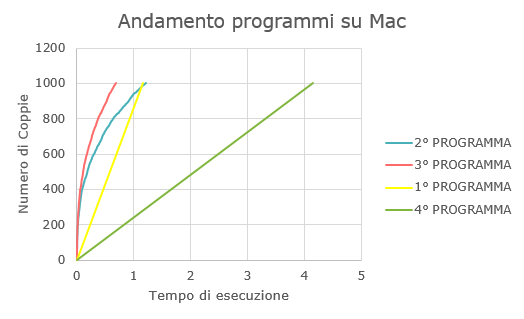 Andamento programmi su Mac
1200
1000
800
600
400
200
0
0 1 2 3 4 5
Numero di Coppie
Tempo di esecuzione
2° PROGRAMMA
3° PROGRAMMA
1° PROGRAMMA
4° PROGRAMMA